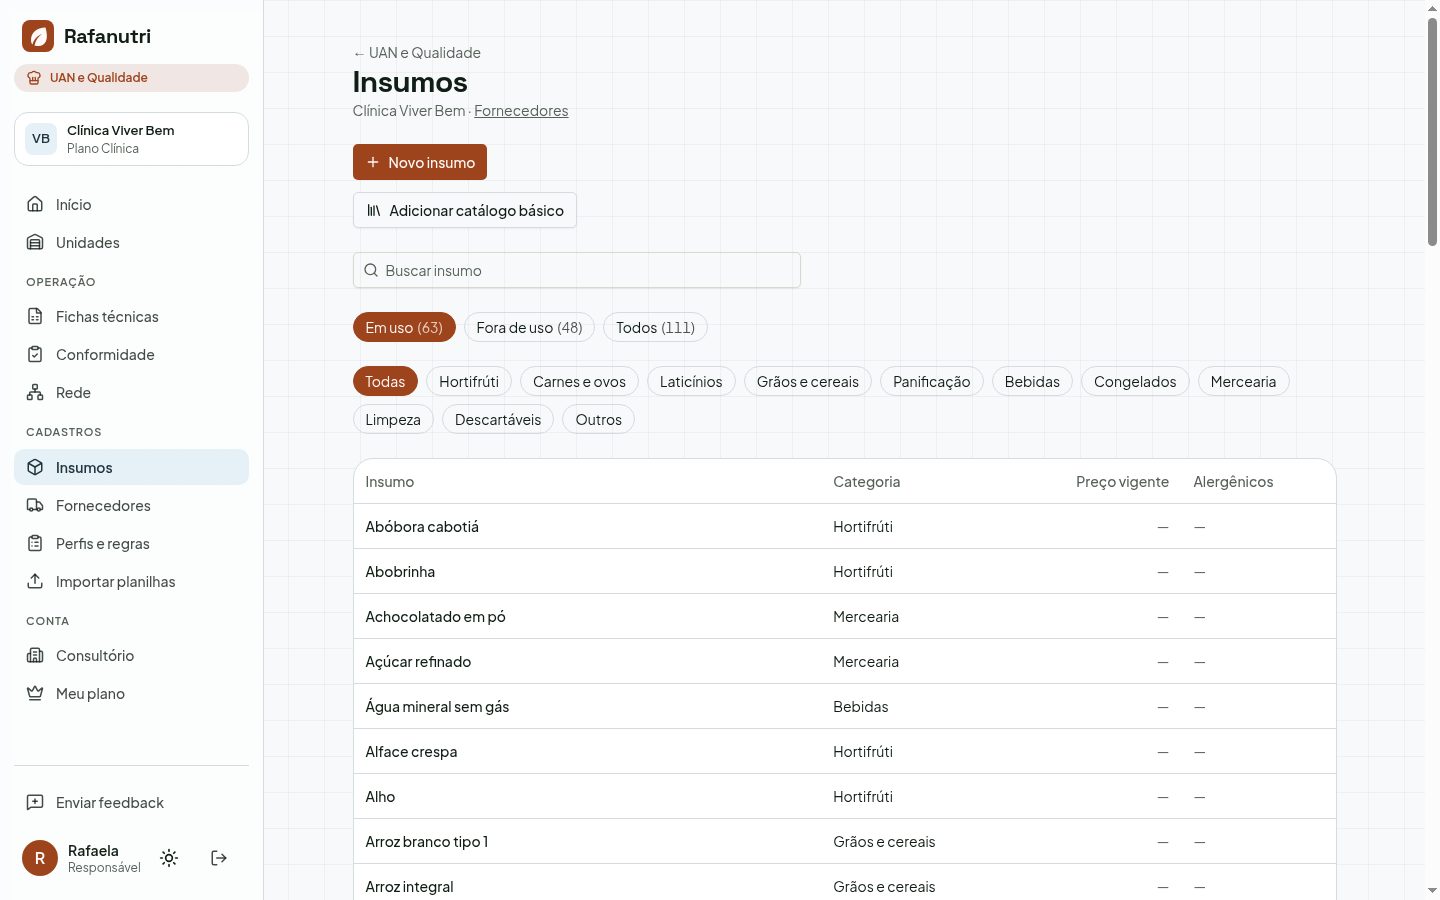 Rafanutri
UAN e Qualidade
VB
Clínica Viver Bem
Plano Clínica
Início
Unidades
OPERAÇÃO
Fichas técnicas
Conformidade
Rede
CADASTROS
Insumos
Fornecedores
Perfis e regras
Importar planilhas
CONTA
Consultório
Meu plano
Enviar feedback
R
Rafaela
Responsável
← UAN e Qualidade
Insumos
Clínica Viver Bem · Fornecedores
+ Novo insumo
Adicionar catálogo básico
Buscar insumo
Em uso (63) Fora de uso (48) Todos (111)
Todas Hortifrúti Carnes e ovos Laticínios Grãos e cereais Panificação Bebidas Congelados Mercearia
Limpeza Descartáveis Outros
Insumo Categoria Preço vigente Alergênicos
Abóbora cabotiá Hortifrúti — —
Abobrinha Hortifrúti — —
Achocolatado em pó Mercearia — —
Açúcar refinado Mercearia — —
Água mineral sem gás Bebidas — —
Alface crespa Hortifrúti — —
Alho Hortifrúti — —
Arroz branco tipo 1 Grãos e cereais — —
Arroz integral Grãos e cereais — —